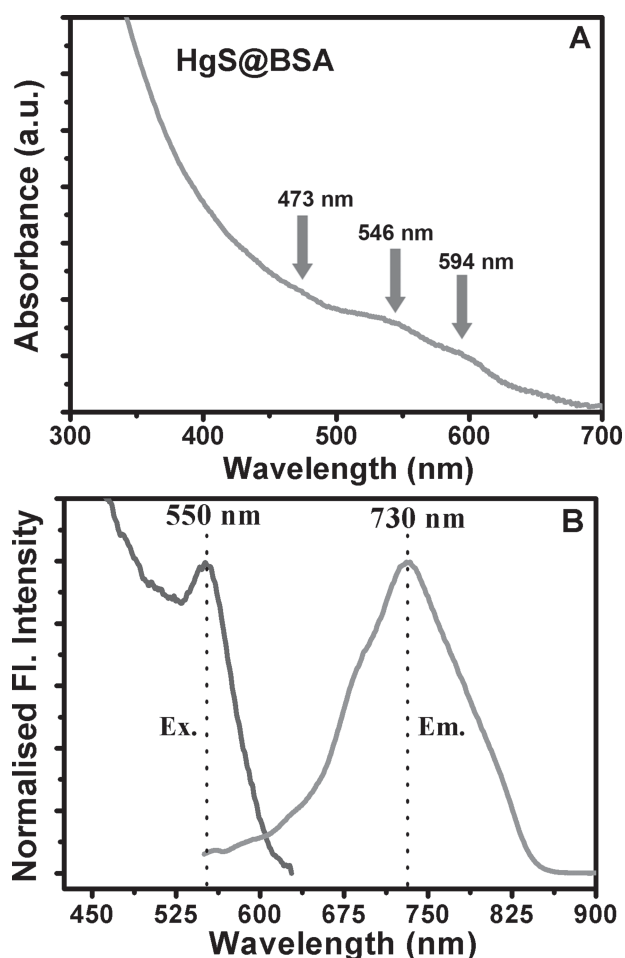 A
HgS@BSA
473 nm
546 nm
594 nm
Absorbance (a.u.)
300 400 500 600 700
Wavelength (nm)
550 nm 730 nm B
Ex. Em.
Normalised Fl. Intensity
450 525 600 675 750 825 900
Wavelength (nm)